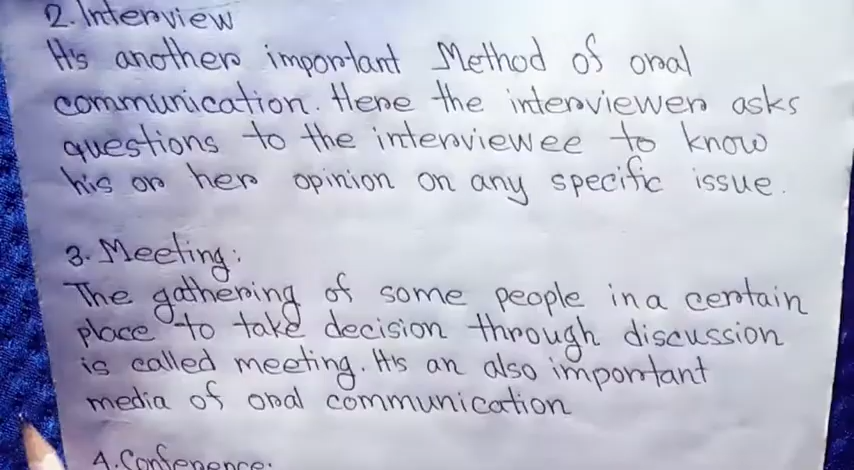 2. Interview
It's another important Method of oral
communication. Here the interviewer asks
questions to the interviewee to know
his or her opinion on any specific issue.
3. Meeting:
The gathering of some people in a certain
place to take decision through discussion
is called meeting. It's an also important
media of oral communication
4. Conference: